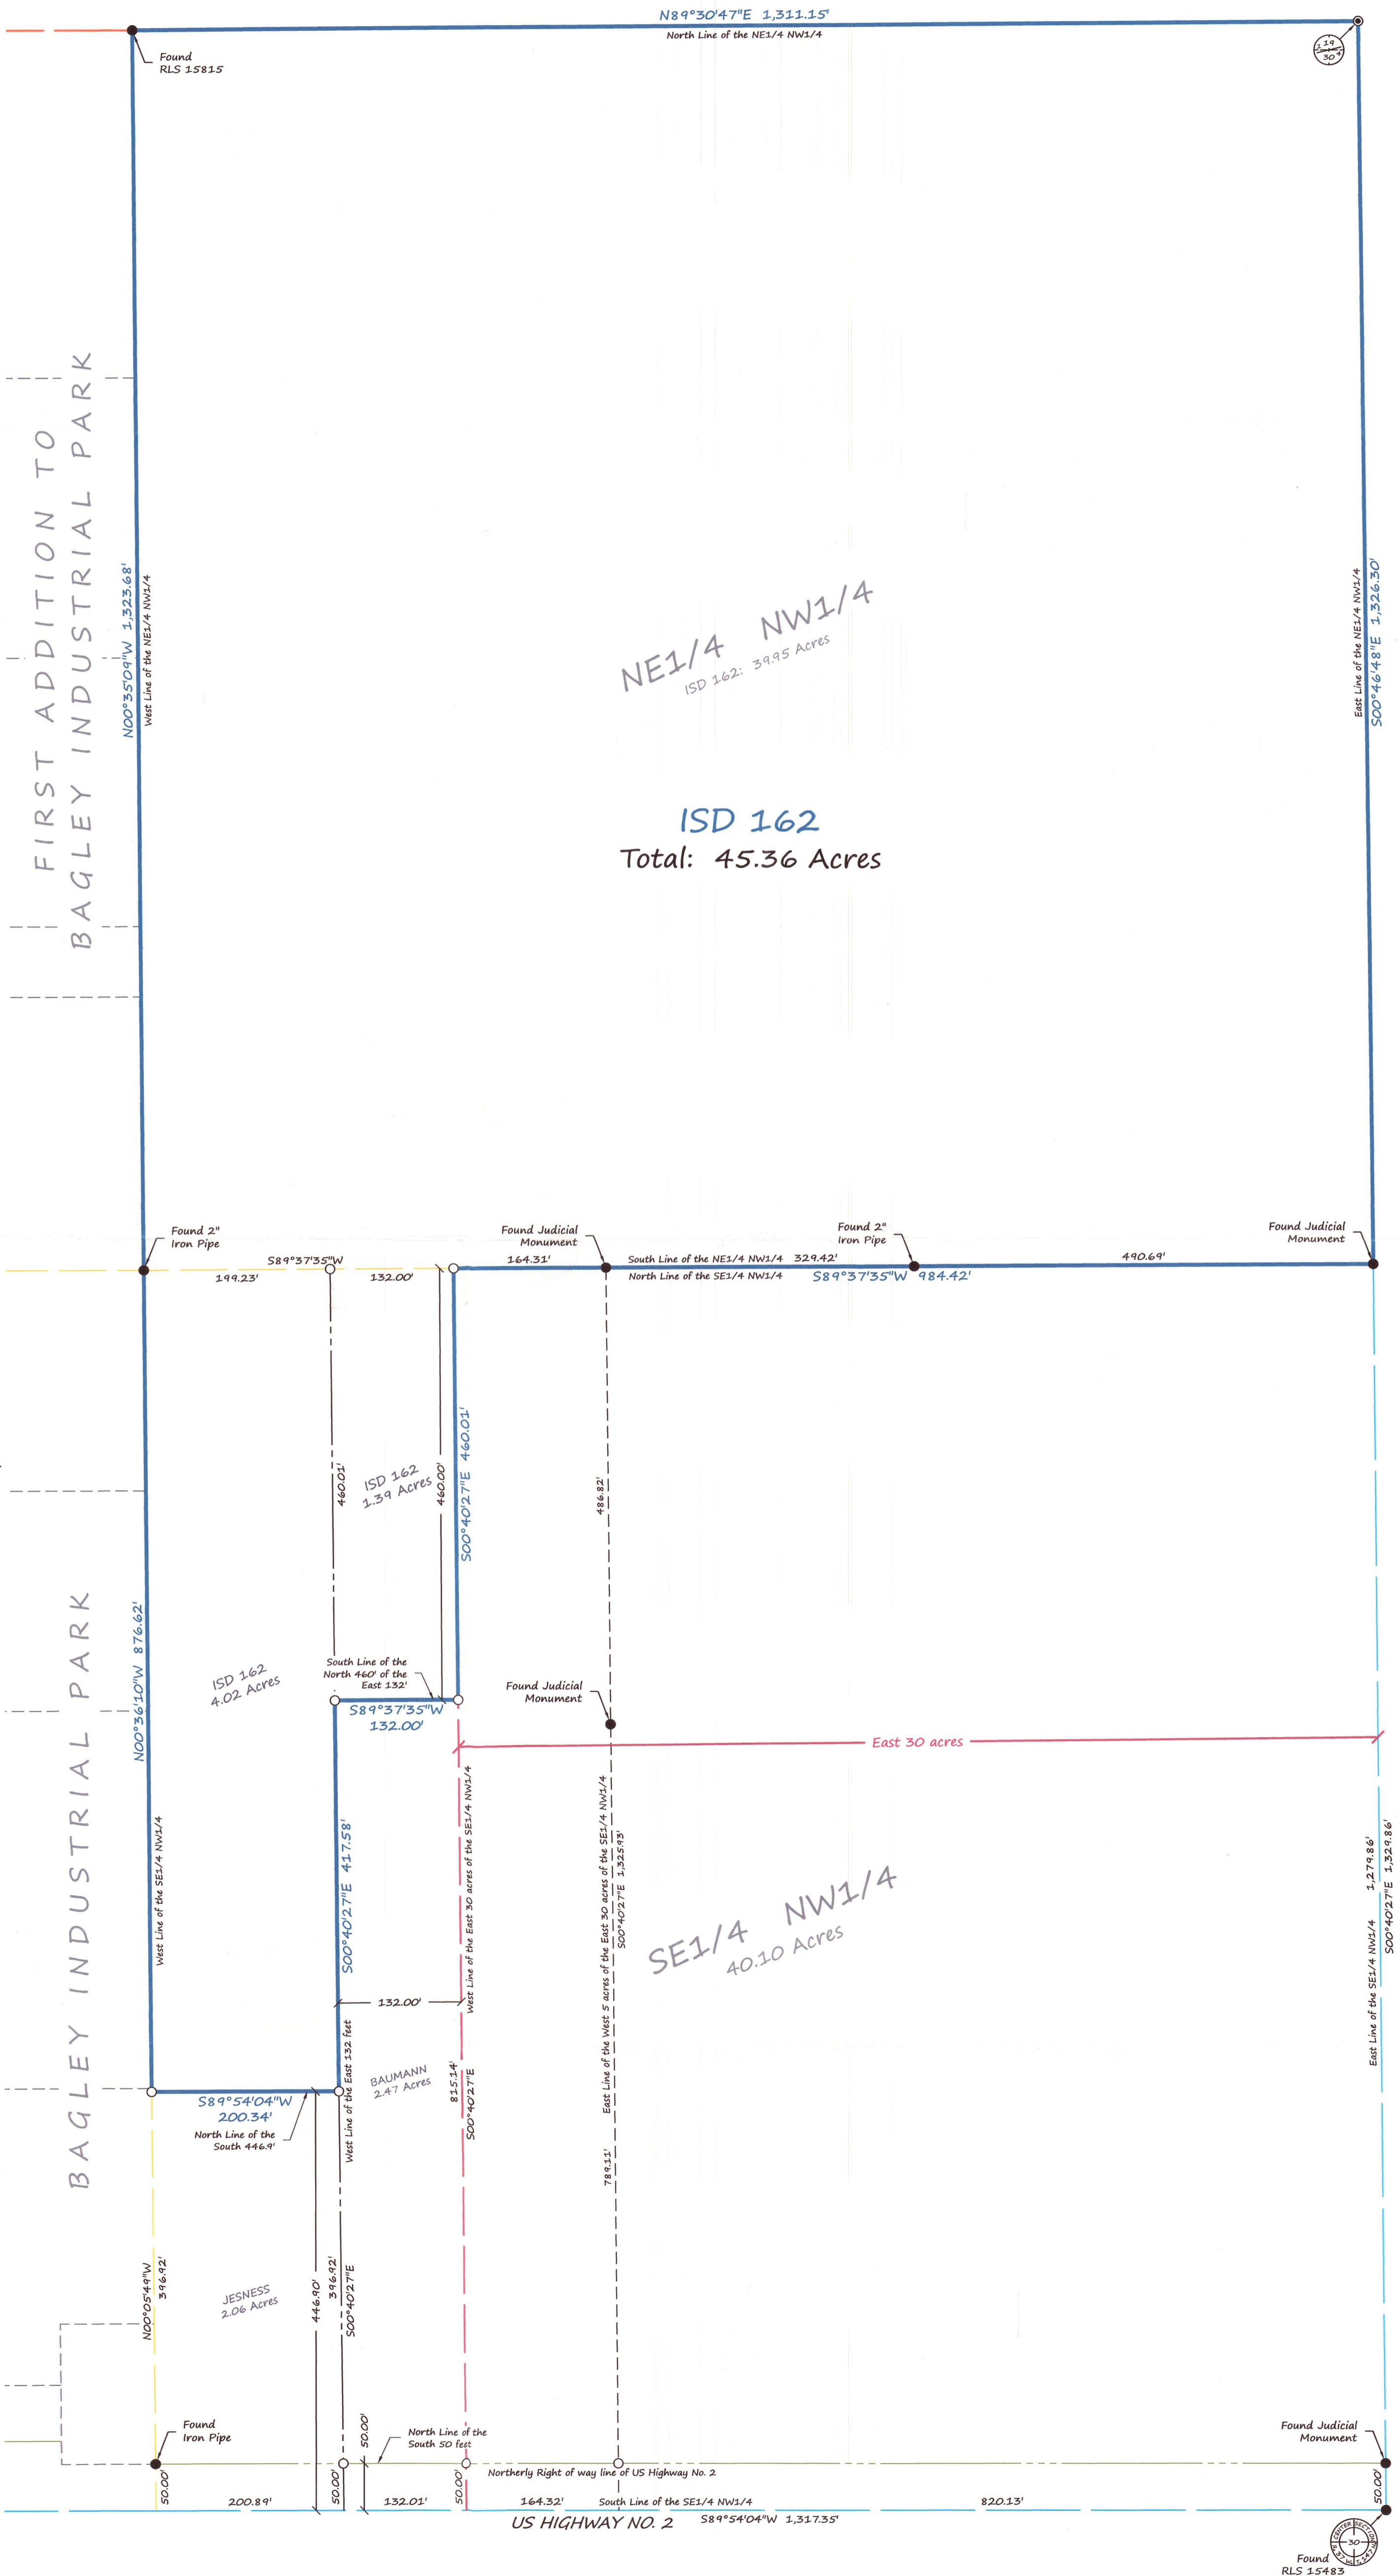 N89°30'47"E 1,311.15'
North Line of the NE1/4 NW1/4
Found
RLS 15815
19
30
FIRST ADDITION TO
BAGLEY INDUSTRIAL PARK
N00°35'09"W 1,323.68'
West Line of the NE1/4 NW1/4
East Line of the NE1/4 NW1/4
S00°46'48"E 1,326.30'
NE1/4 NW1/4
ISD 162: 39.95 Acres
ISD 162
Total: 45.36 Acres
Found 2"
Iron Pipe
Found Judicial
Monument
Found 2"
Iron Pipe
Found Judicial
Monument
S89°37'35"W
199.23'
132.00'
164.31'
South Line of the NE1/4 NW1/4 329.42'
490.69'
North Line of the SE1/4 NW1/4
S89°37'35"W 984.42'
460.01'
ISD 162
1.39 Acres
460.00'
S00°40'27"E 460.01'
486.82'
N00°36'10"W 876.62'
ISD 162
4.02 Acres
South Line of the
North 460' of the
East 132'
S89°37'35"W
132.00'
Found Judicial
Monument
East 30 acres
BAGLEY INDUSTRIAL PARK
West Line of the SE1/4 NW1/4
S00°40'27"E 417.58'
132.00'
West Line of the East 30 acres of the SE1/4 NW1/4
East Line of the West 5 acres of the East 30 acres of the SE1/4 NW1/4
S00°40'27"E 1,325.93'
SE1/4 NW1/4
40.10 Acres
East Line of the SE1/4 NW1/4 1,279.86'
S00°40'27"E 1,329.86'
West Line of the East 132 feet
BAUMANN
2.47 Acres
815.14'
S00°40'27"E
789.11'
S89°54'04"W
200.34'
North Line of the
South 446.9'
N00°05'49"W
396.92'
JESNESS
2.06 Acres
446.90'
396.92'
S00°40'27"E
50.00'
Found
Iron Pipe
North Line of the
South 50 feet
Found Judicial
Monument
Northerly Right of way line of US Highway No. 2
50.00'
50.00'
50.00'
50.00'
200.89'
132.01'
164.32'
South Line of the SE1/4 NW1/4
820.13'
US HIGHWAY NO. 2
S89°54'04"W 1,317.35'
CENTER SECTION
30
Found
RLS 15483